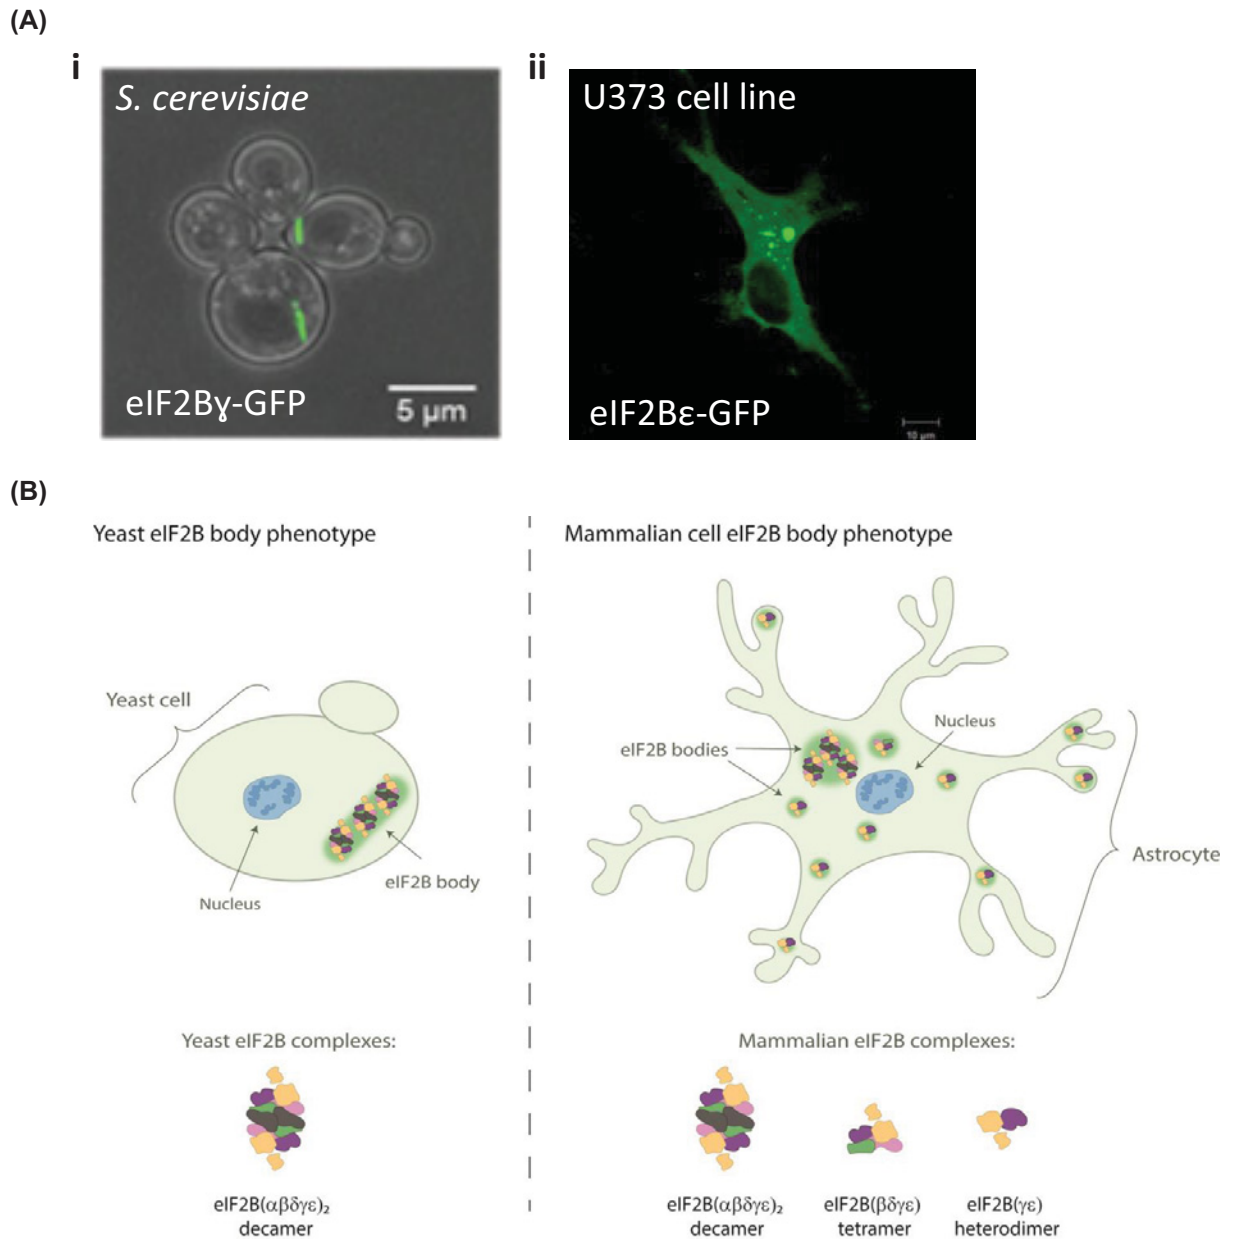 (A)
i
ii
S. cerevisiae
U373 cell line
eIF2Bɣ-GFP
5 µm
eIF2Bε-GFP
10 µm
(B)
Yeast eIF2B body phenotype
Mammalian cell eIF2B body phenotype
Yeast cell
Nucleus
eIF2B body
eIF2B bodies
Nucleus
Astrocyte
Yeast eIF2B complexes:
Mammalian eIF2B complexes:
eIF2B(αβδγε)₂
decamer
eIF2B(αβδγε)₂
decamer
eIF2B(βδγε)
tetramer
eIF2B(γε)
heterodimer